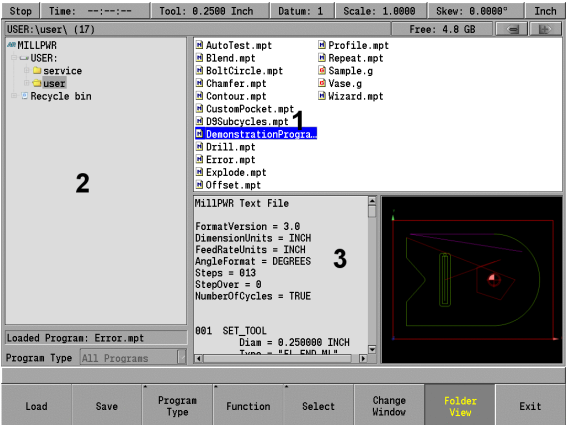 Stop Time: --:--:-- Tool: 0.2500 Inch Datum: 1 Scale: 1.0000 Skew: 0.0000° Inch
USER:\user\ (17) Free: 4.8 GB
MILLPWR
USER:
service
user
Recycle bin
2
AutoTest.mpt
Blend.mpt
BoltCircle.mpt
Chamfer.mpt
Contour.mpt
CustomPocket.mpt
D9Subcycles.mpt
DemonstrationProgra…
Drill.mpt
Error.mpt
Explode.mpt
Offset.mpt
Profile.mpt
Repeat.mpt
Sample.g
Vase.g
Wizard.mpt
1
MillPWR Text File
FormatVersion = 3.0
DimensionUnits = INCH
FeedRateUnits = INCH
AngleFormat = DEGREES
Steps = 013
StepOver = 0
NumberOfCycles = TRUE
001 SET_TOOL
Diam = 0.250000 INCH
Type = "FL END ML"
3
Loaded Program: Error.mpt
Program Type All Programs
Load Save Program Type Function Select Change Window Folder View Exit